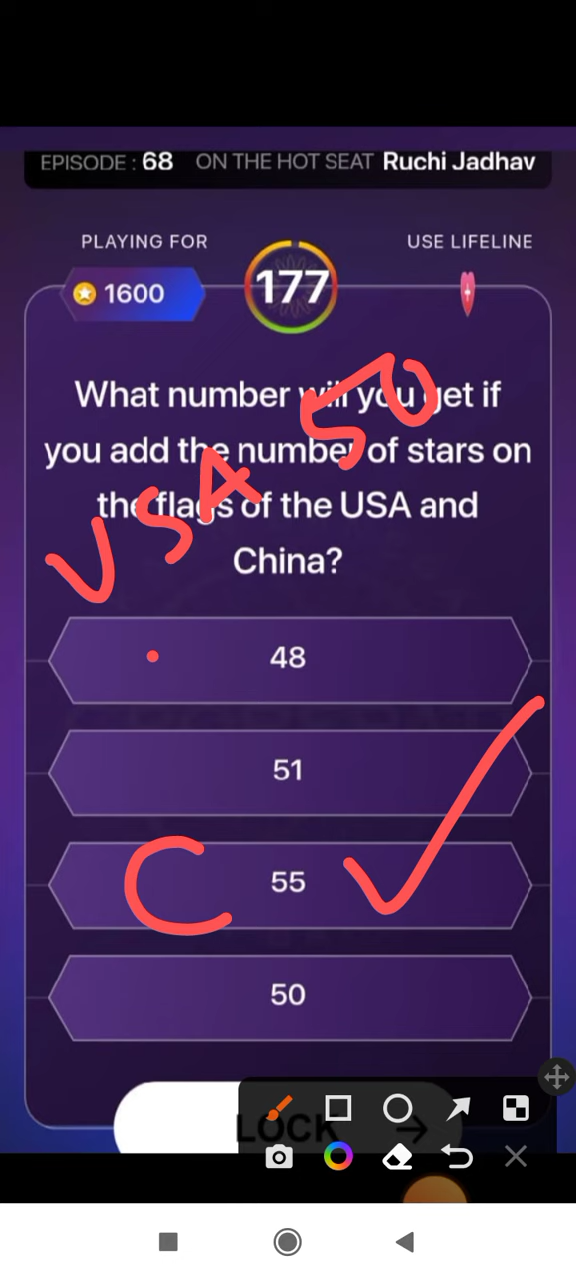 EPISODE : 68 ON THE HOT SEAT Ruchi Jadhav
PLAYING FOR
USE LIFELINE
1600
177
What number will you get if
you add the number of stars on
the flags of the USA and
China?
USA 50
48
51
C 55
50
LOCK